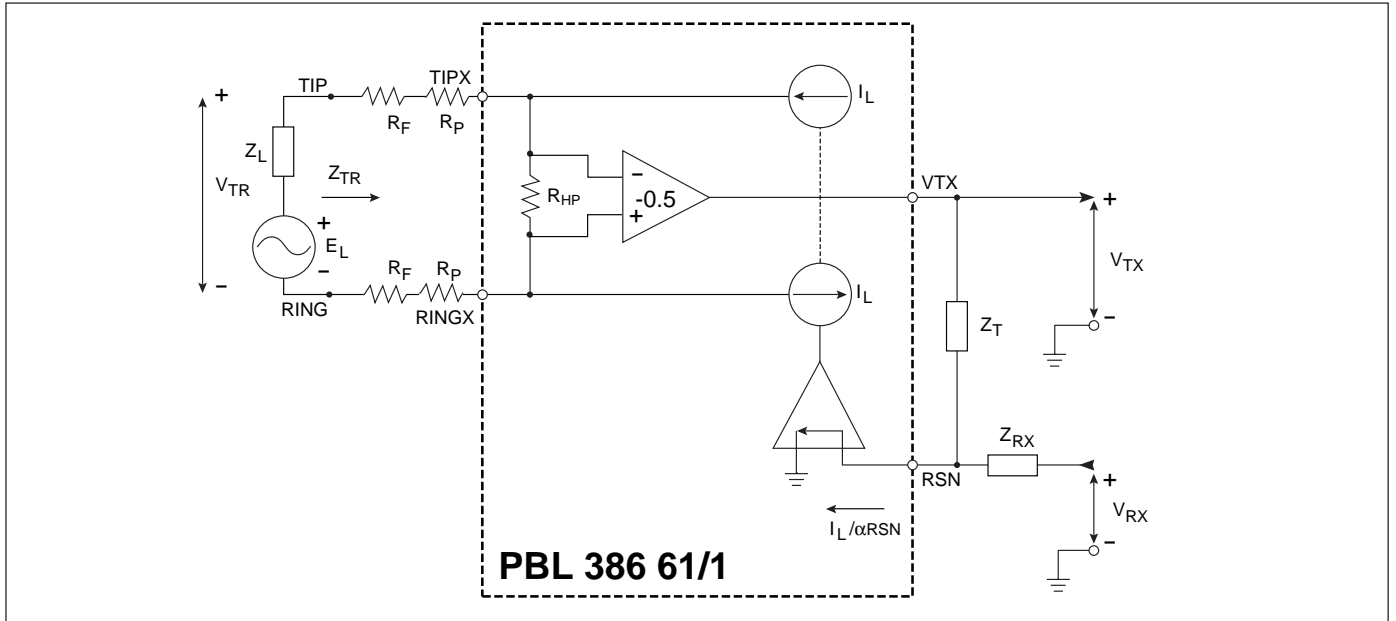 TIP
TIPX
+
R_F
R_P
I_L
Z_L
V_TR
Z_TR
R_HP
-
-0.5
+
VTX
+
+
E_L
-
V_TX
-
R_F
R_P
I_L
-
RING
RINGX
Z_T
Z_RX
RSN
+
V_RX
I_L/αRSN
-
PBL 386 61/1